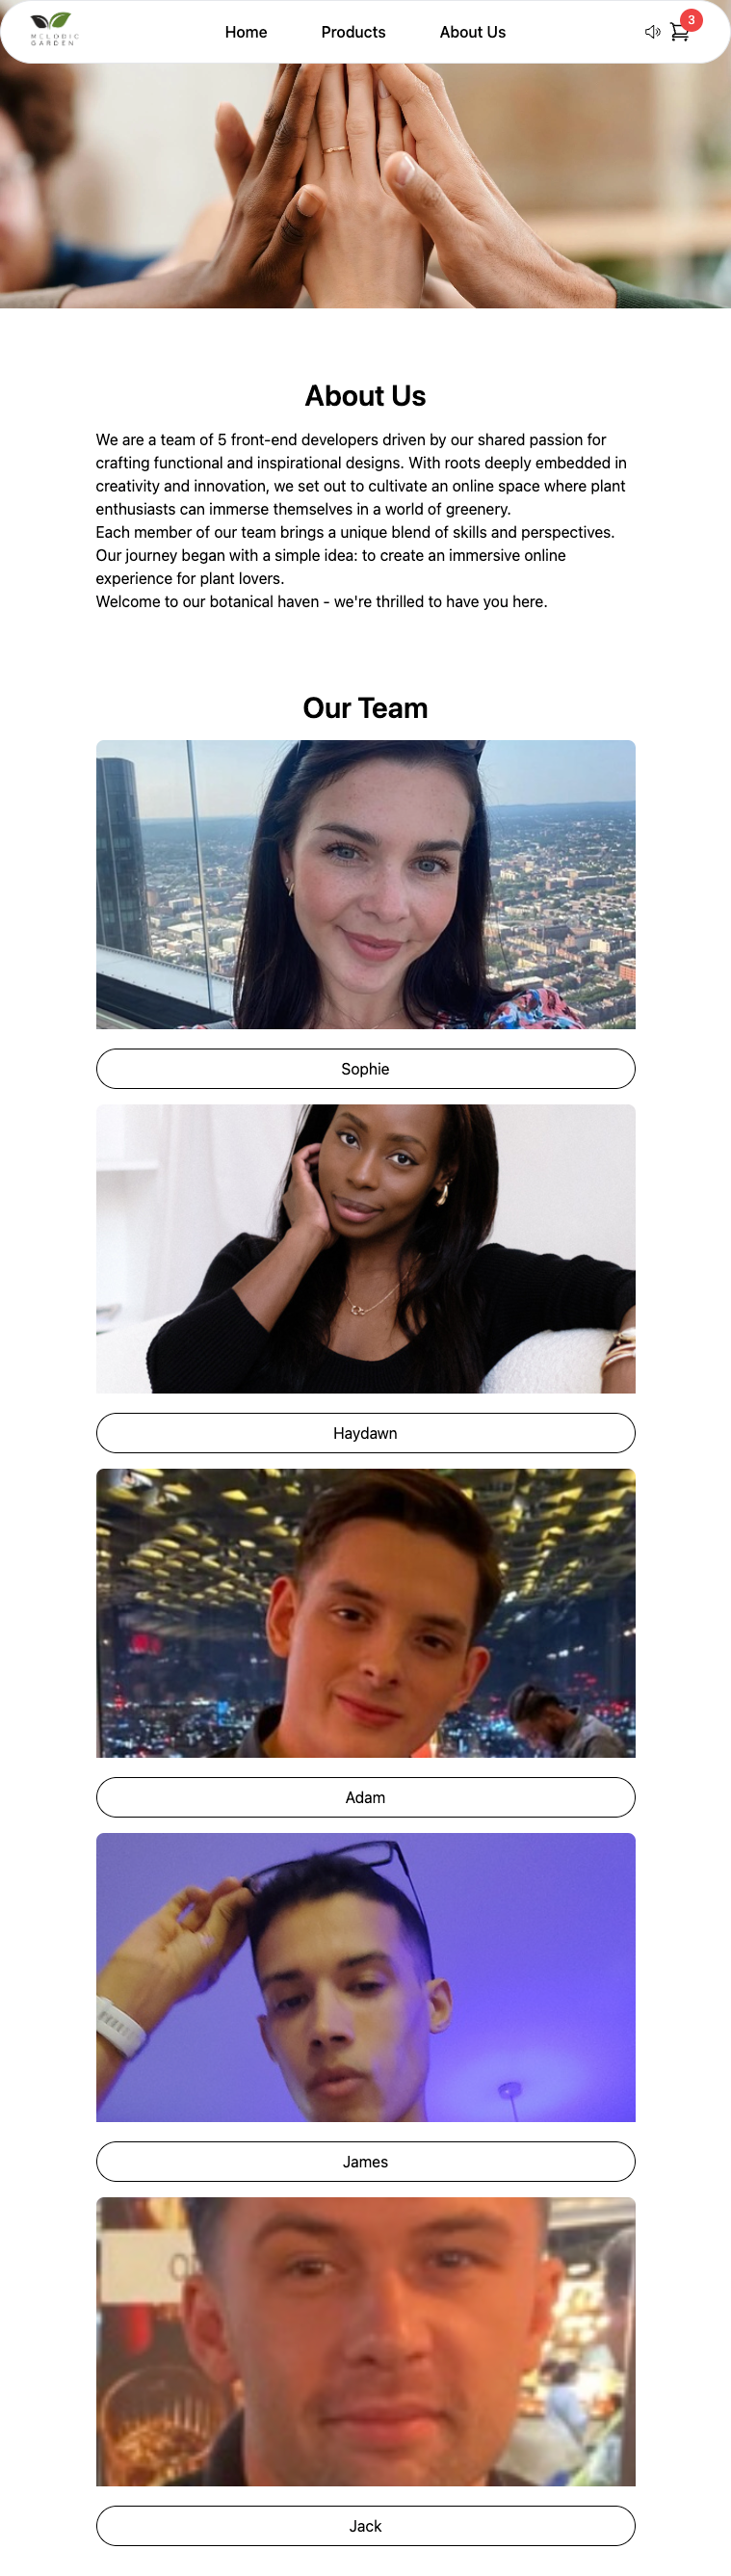 MELODIC
GARDEN
Home
Products
About Us
3
About Us
We are a team of 5 front-end developers driven by our shared passion for
crafting functional and inspirational designs. With roots deeply embedded in
creativity and innovation, we set out to cultivate an online space where plant
enthusiasts can immerse themselves in a world of greenery.
Each member of our team brings a unique blend of skills and perspectives.
Our journey began with a simple idea: to create an immersive online
experience for plant lovers.
Welcome to our botanical haven - we're thrilled to have you here.
Our Team
Sophie
Haydawn
Adam
James
Jack